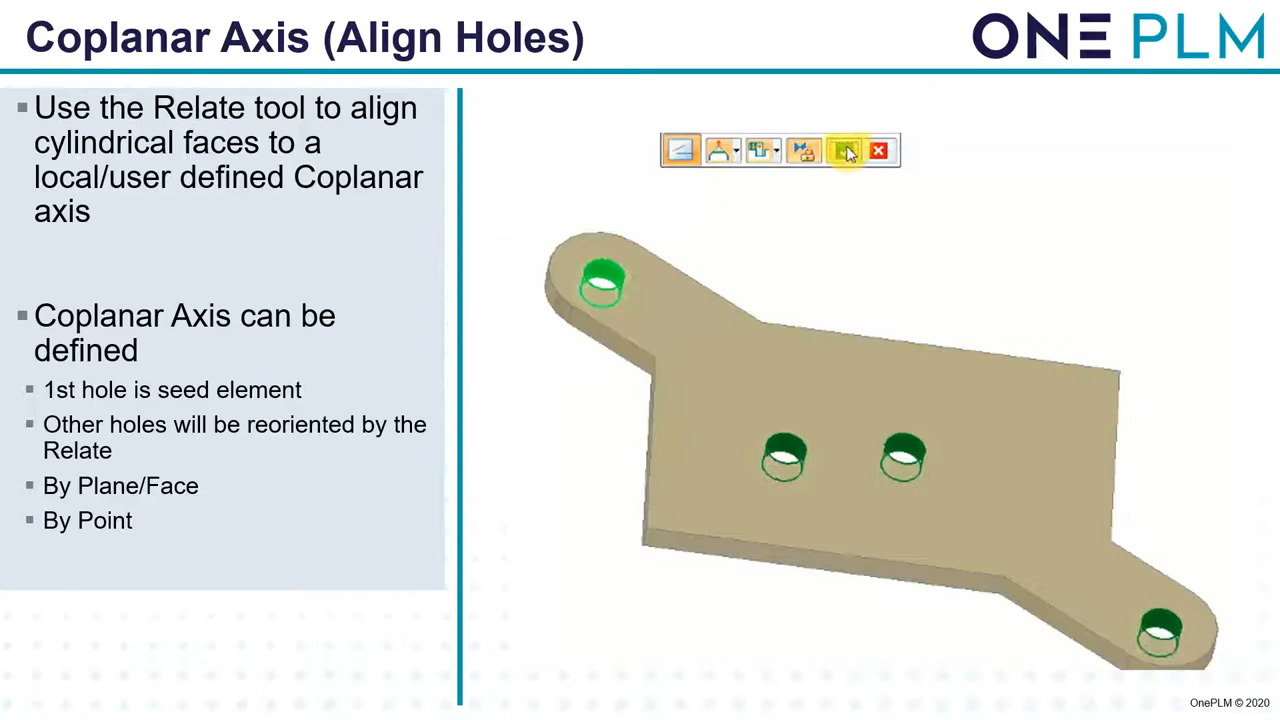 Coplanar Axis (Align Holes)
ONE PLM
Use the Relate tool to align
cylindrical faces to a
local/user defined Coplanar
axis
Coplanar Axis can be
defined
1st hole is seed element
Other holes will be reoriented by the
Relate
By Plane/Face
By Point
OnePLM © 2020